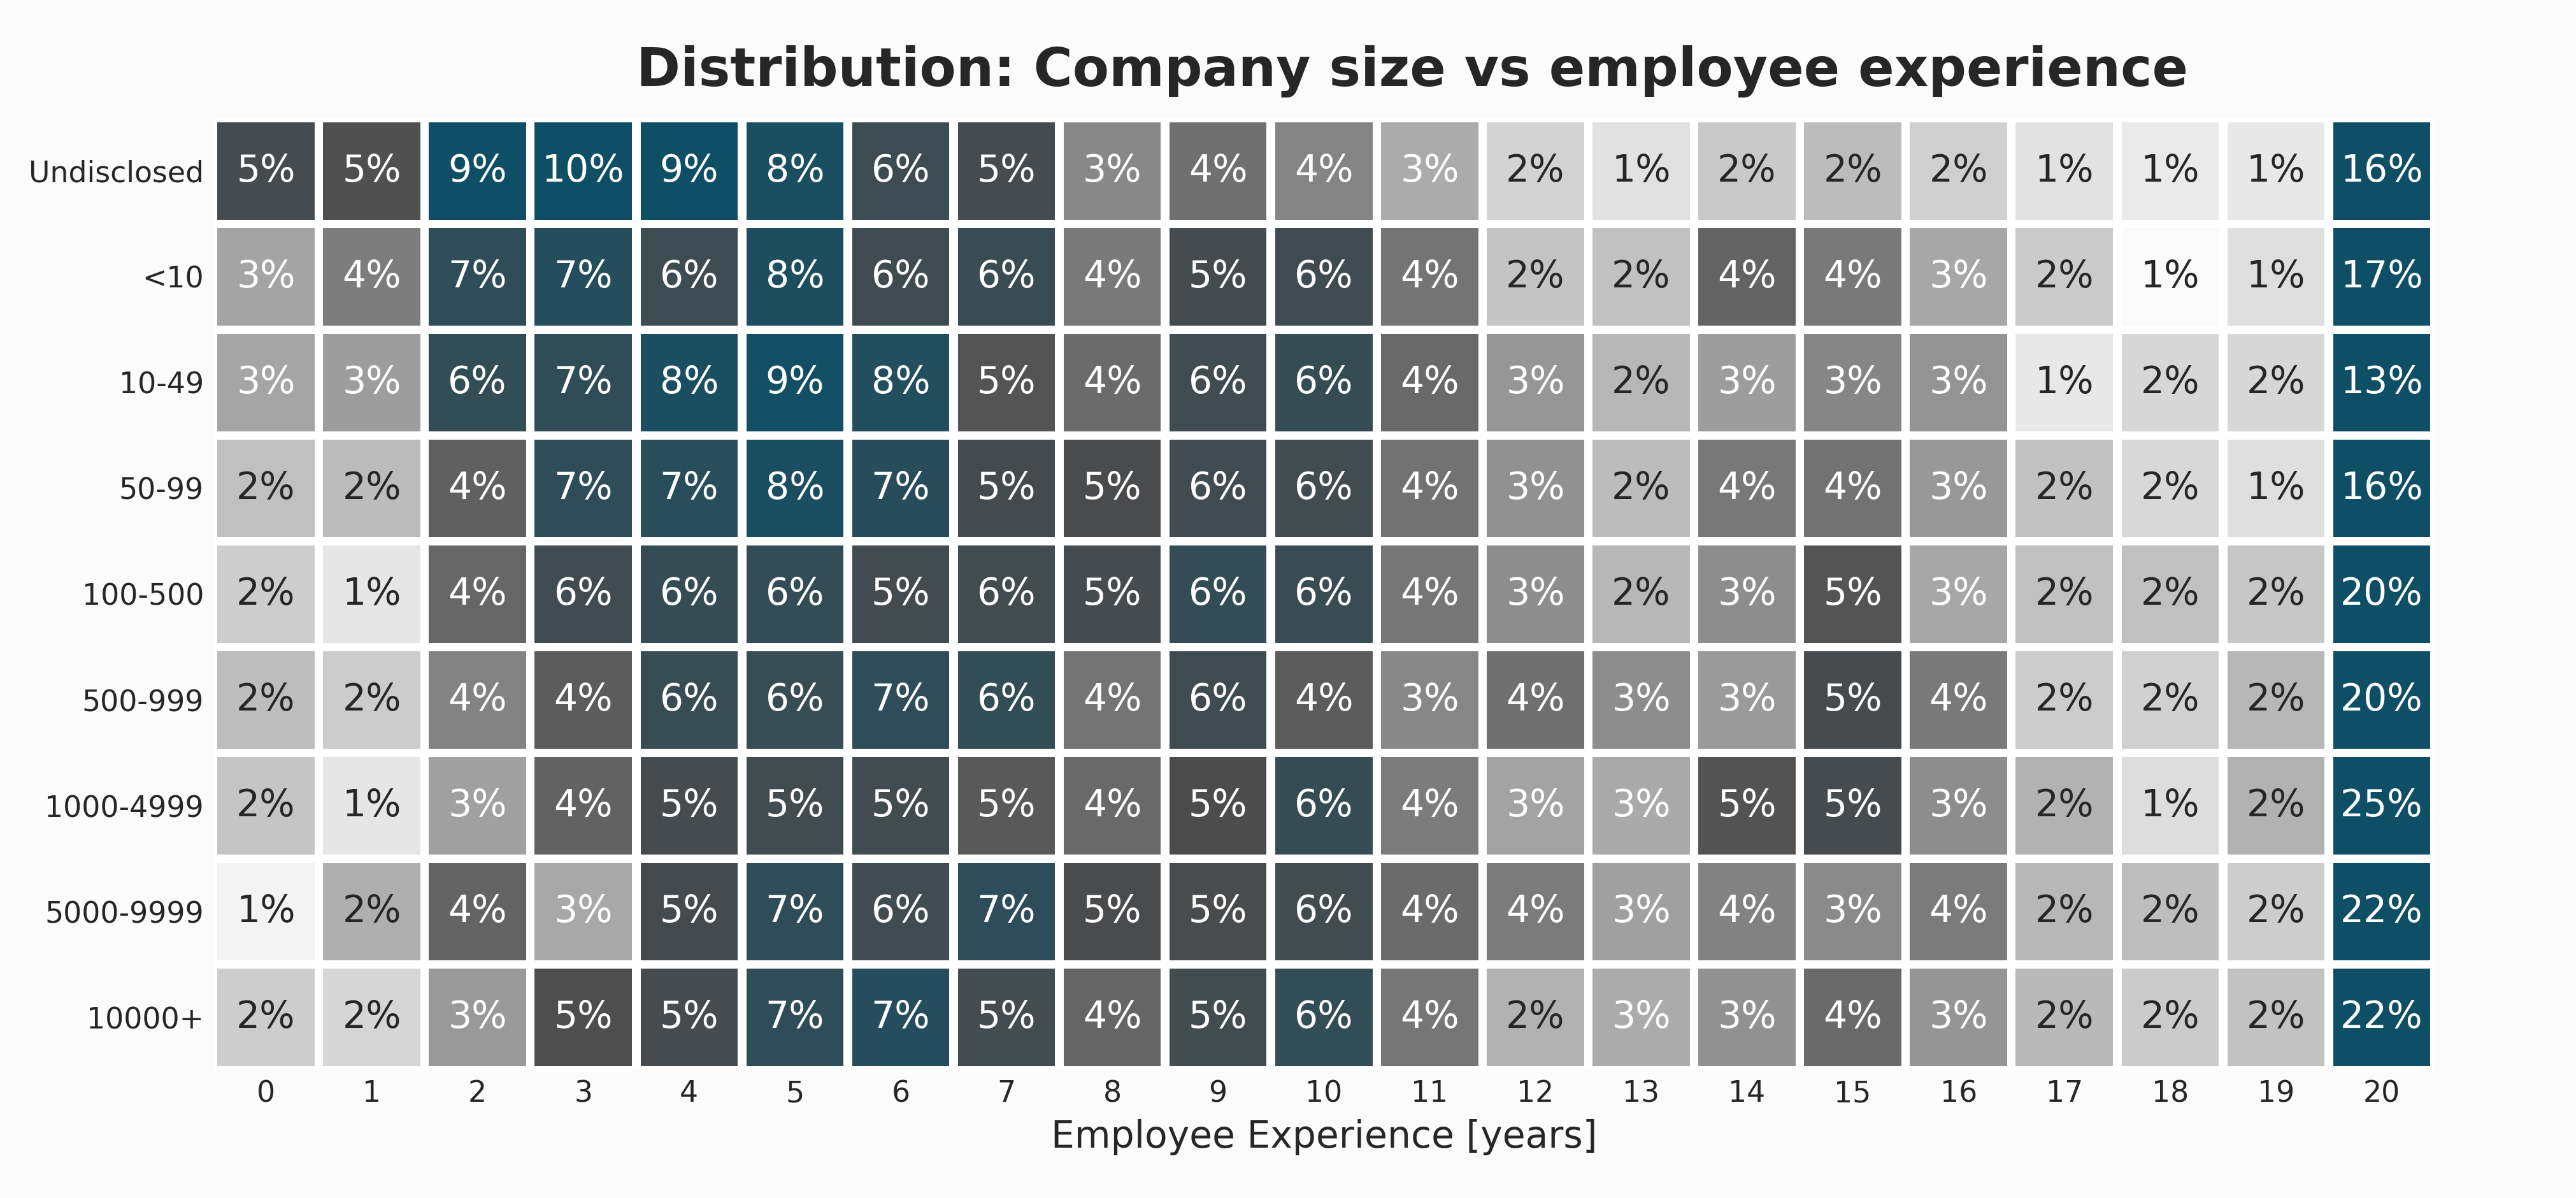 Distribution: Company size vs employee experience
Undisclosed 5% 5% 9% 10% 9% 8% 6% 5% 3% 4% 4% 3% 2% 1% 2% 2% 2% 1% 1% 1% 16%
<10 3% 4% 7% 7% 6% 8% 6% 6% 4% 5% 6% 4% 2% 2% 4% 4% 3% 2% 1% 1% 17%
10-49 3% 3% 6% 7% 8% 9% 8% 5% 4% 6% 6% 4% 3% 2% 3% 3% 3% 1% 2% 2% 13%
50-99 2% 2% 4% 7% 7% 8% 7% 5% 5% 6% 6% 4% 3% 2% 4% 4% 3% 2% 2% 1% 16%
100-500 2% 1% 4% 6% 6% 6% 5% 6% 5% 6% 6% 4% 3% 2% 3% 5% 3% 2% 2% 2% 20%
500-999 2% 2% 4% 4% 6% 6% 7% 6% 4% 6% 4% 3% 4% 3% 3% 5% 4% 2% 2% 2% 20%
1000-4999 2% 1% 3% 4% 5% 5% 5% 5% 4% 5% 6% 4% 3% 3% 5% 5% 3% 2% 1% 2% 25%
5000-9999 1% 2% 4% 3% 5% 7% 6% 7% 5% 5% 6% 4% 4% 3% 4% 3% 4% 2% 2% 2% 22%
10000+ 2% 2% 3% 5% 5% 7% 7% 5% 4% 5% 6% 4% 2% 3% 3% 4% 3% 2% 2% 2% 22%
0 1 2 3 4 5 6 7 8 9 10 11 12 13 14 15 16 17 18 19 20
Employee Experience [years]